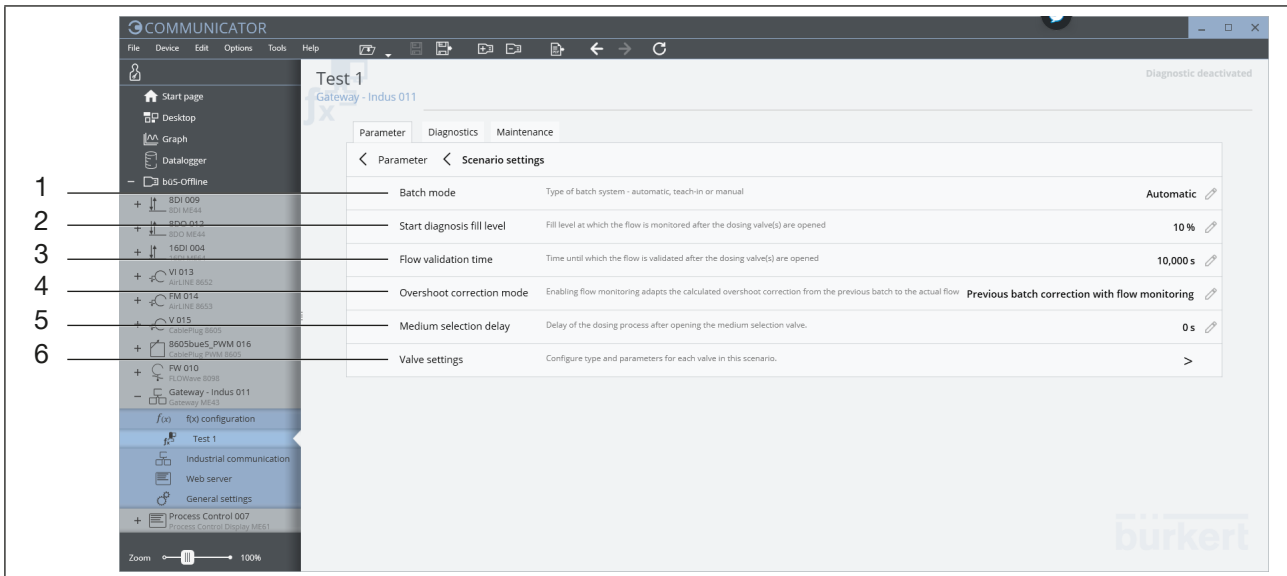 COMMUNICATOR
File Device Edit Options Tools Help
Start page
Desktop
Graph
Datalogger
büS-Offline
8DI 009
8DI ME44
8DO 012
8DO ME44
16DI 004
16DI ME64
VI 013
AirLINE 8652
FM 014
AirLINE 8653
V 015
CablePlug 8605
8605bueS_PWM 016
CablePlug PWM 8605
FW 010
FLOWave 8098
Gateway - Indus 011
Gateway ME43
f(x) f(x) configuration
Test 1
Industrial communication
Web server
General settings
Process Control 007
Process Control Display ME61
Zoom 100%
Test 1
Gateway - Indus 011
Diagnostic deactivated
Parameter Diagnostics Maintenance
Parameter Scenario settings
1 Batch mode Type of batch system - automatic, teach-in or manual Automatic
2 Start diagnosis fill level Fill level at which the flow is monitored after the dosing valve(s) are opened 10 %
3 Flow validation time Time until which the flow is validated after the dosing valve(s) are opened 10,000 s
4 Overshoot correction mode Enabling flow monitoring adapts the calculated overshoot correction from the previous batch to the actual flow Previous batch correction with flow monitoring
5 Medium selection delay Delay of the dosing process after opening the medium selection valve. 0 s
6 Valve settings Configure type and parameters for each valve in this scenario. >
bürkert